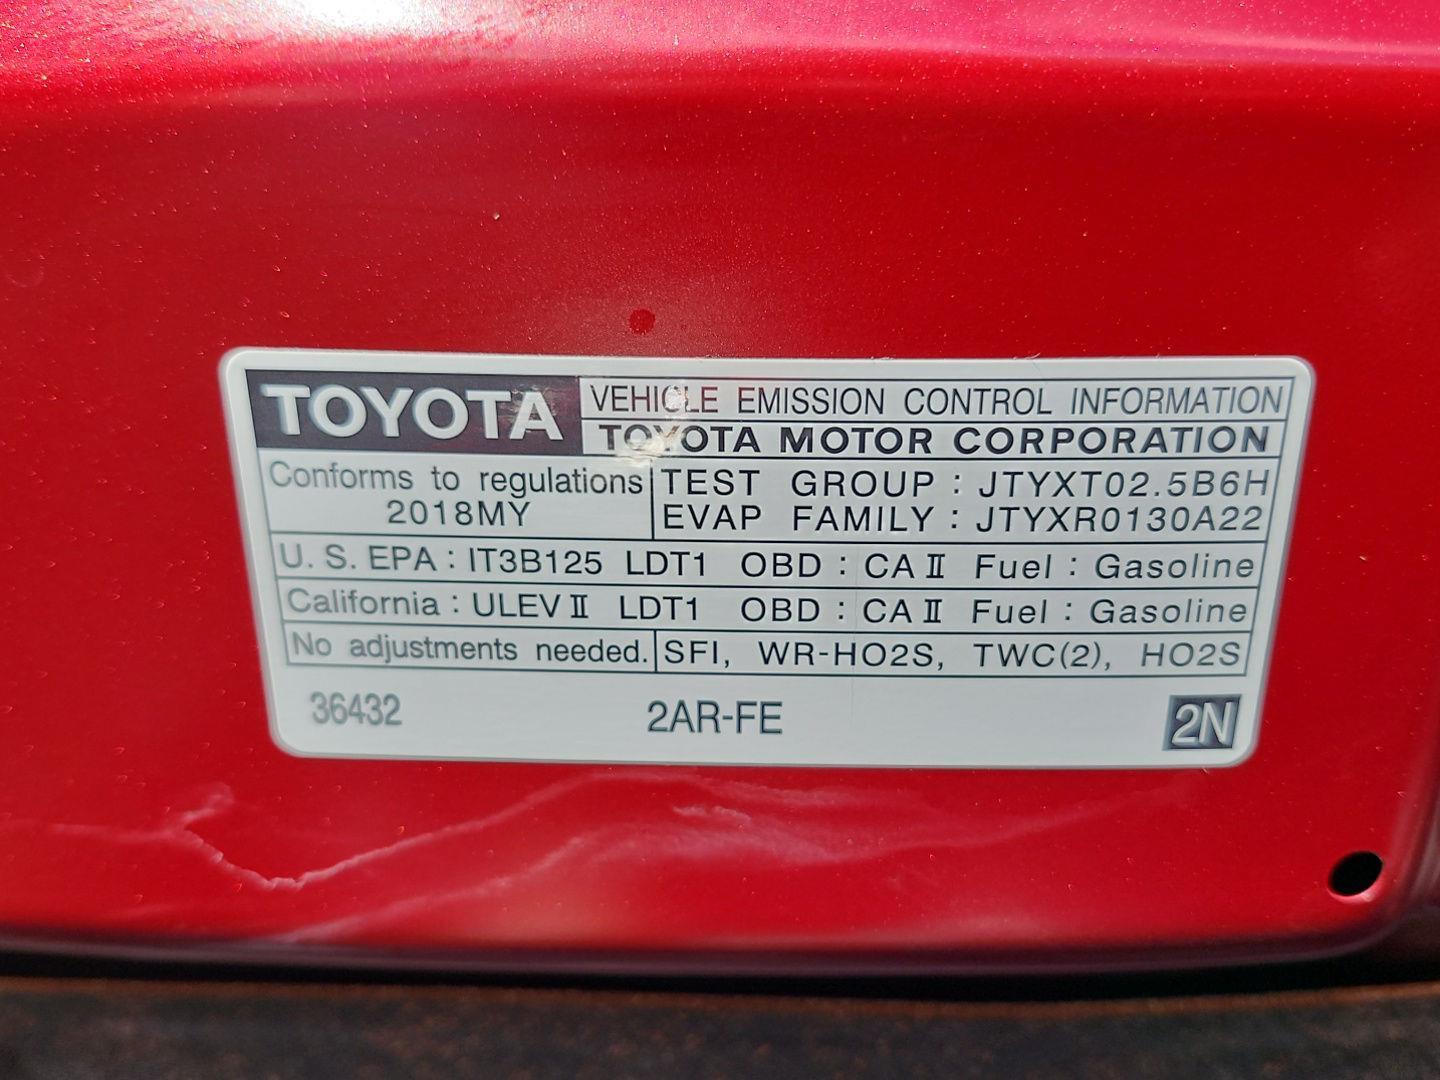 TOYOTA VEHICLE EMISSION CONTROL INFORMATION
TOYOTA MOTOR CORPORATION
Conforms to regulations
2018MY
TEST GROUP : JTYXT02.5B6H
EVAP FAMILY : JTYXR0130A22
U. S. EPA : IT3B125 LDT1 OBD : CA II Fuel : Gasoline
California : ULEV II LDT1 OBD : CA II Fuel : Gasoline
No adjustments needed. SFI, WR-HO2S, TWC(2), HO2S
36432 2AR-FE 2N